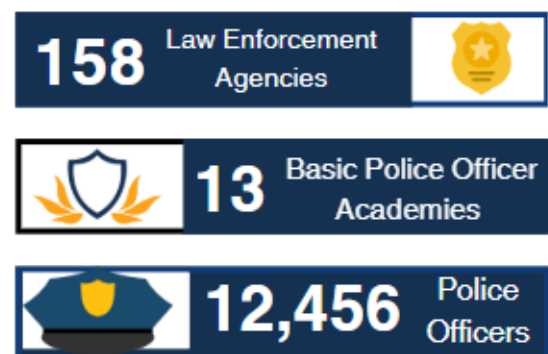 158 Law Enforcement
Agencies
13 Basic Police Officer
Academies
12,456 Police
Officers